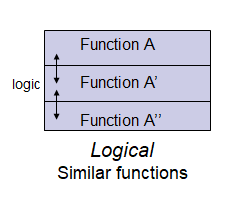 Function A
logic
Function A’
Function A’’
Logical
Similar functions